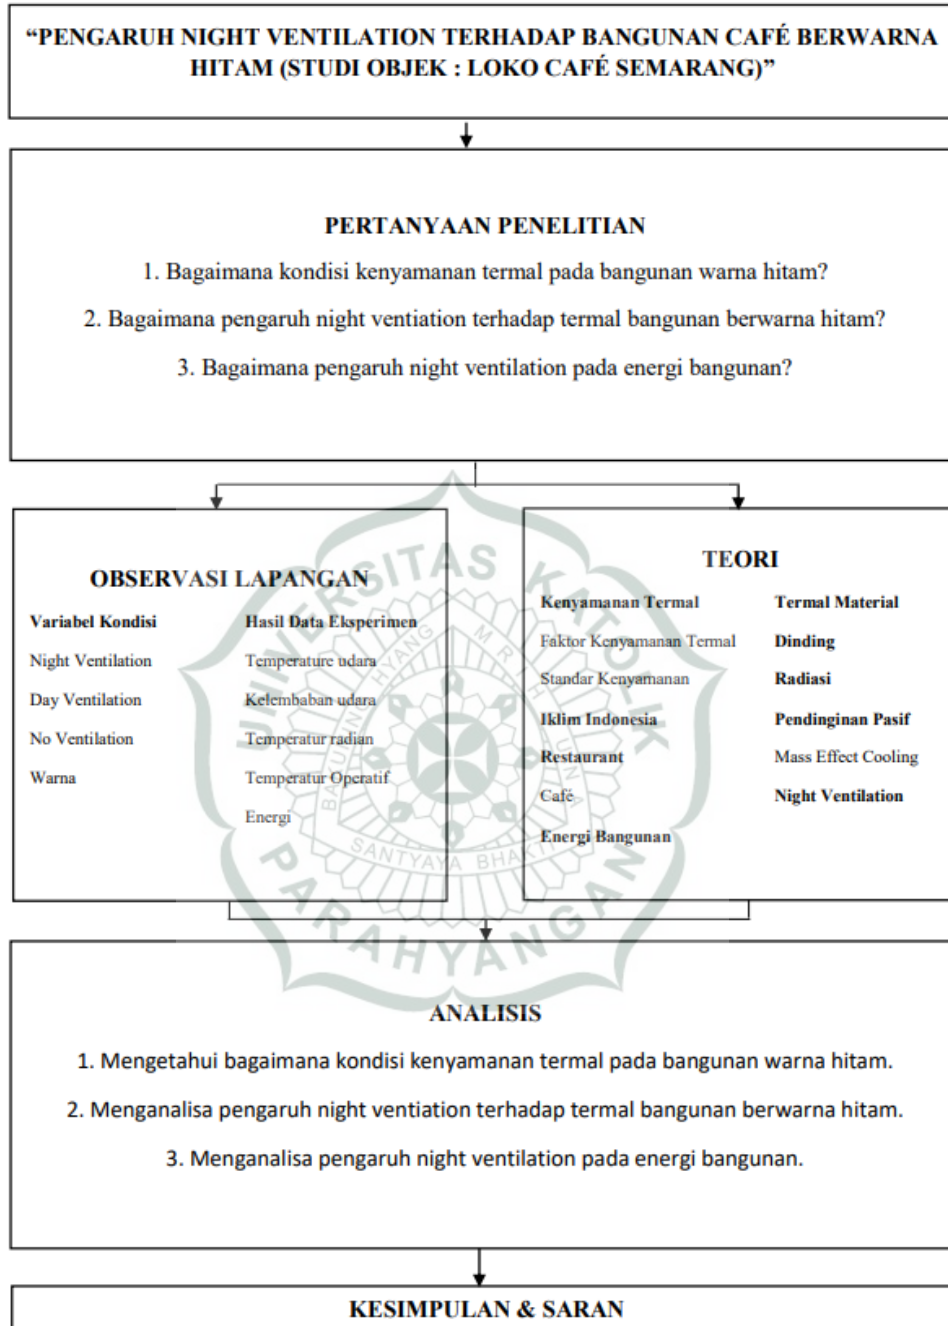 “PENGARUH NIGHT VENTILATION TERHADAP BANGUNAN CAFÉ BERWARNA
HITAM (STUDI OBJEK : LOKO CAFÉ SEMARANG)”
PERTANYAAN PENELITIAN
1. Bagaimana kondisi kenyamanan termal pada bangunan warna hitam?
2. Bagaimana pengaruh night ventiation terhadap termal bangunan berwarna hitam?
3. Bagaimana pengaruh night ventilation pada energi bangunan?
OBSERVASI LAPANGAN
Variabel Kondisi
Night Ventilation
Day Ventilation
No Ventilation
Warna
Hasil Data Eksperimen
Temperature udara
Kelembaban udara
Temperatur radian
Temperatur Operatif
Energi
TEORI
Kenyamanan Termal
Faktor Kenyamanan Termal
Standar Kenyamanan
Iklim Indonesia
Restaurant
Café
Energi Bangunan
Termal Material
Dinding
Radiasi
Pendinginan Pasif
Mass Effect Cooling
Night Ventilation
UNIVERSITAS KATOLIK
PARAHYANGAN
SANTYAYA BHAKTI
ANALISIS
1. Mengetahui bagaimana kondisi kenyamanan termal pada bangunan warna hitam.
2. Menganalisa pengaruh night ventiation terhadap termal bangunan berwarna hitam.
3. Menganalisa pengaruh night ventilation pada energi bangunan.
KESIMPULAN & SARAN